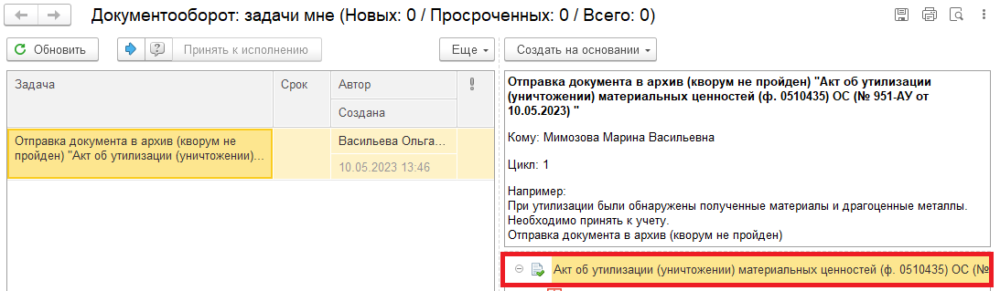 Документооборот: задачи мне (Новых: 0 / Просроченных: 0 / Всего: 0)
Обновить
Принять к исполнению
Еще
Создать на основании
Задача
Срок
Автор
Создана
Отправка документа в архив (кворум не
пройден) "Акт об утилизации (уничтожении)...
Васильева Ольга...
10.05.2023 13:46
Отправка документа в архив (кворум не пройден) "Акт об утилизации
(уничтожении) материальных ценностей (ф. 0510435) ОС (№ 951-АУ от
10.05.2023) "
Кому: Мимозова Марина Васильевна
Цикл: 1
Например:
При утилизации были обнаружены полученные материалы и драгоценные металлы.
Необходимо принять к учету.
Отправка документа в архив (кворум не пройден)
Акт об утилизации (уничтожении) материальных ценностей (ф. 0510435) ОС (№